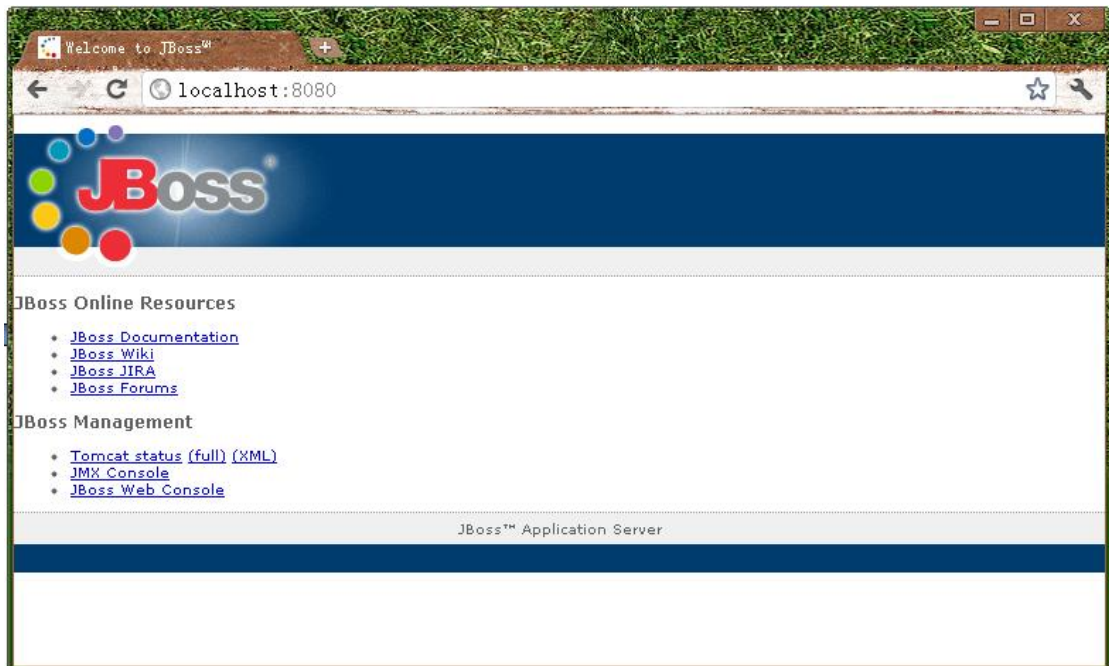 Welcome to JBoss™
localhost:8080
JBoss®
JBoss Online Resources
JBoss Documentation
JBoss Wiki
JBoss JIRA
JBoss Forums
JBoss Management
Tomcat status (full) (XML)
JMX Console
JBoss Web Console
JBoss™ Application Server